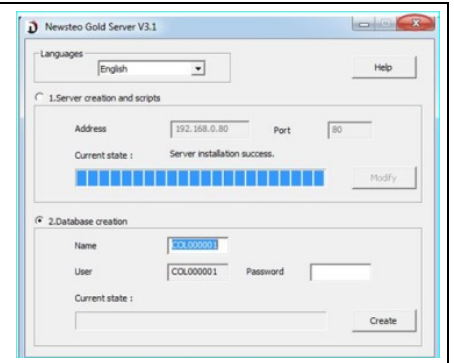 Newsteo Gold Server V3.1
Languages
English
Help
1.Server creation and scripts
Address 192.168.0.80 Port 80
Current state : Server installation success.
Modify
2.Database creation
Name COL000001
User COL000001 Password
Current state :
Create